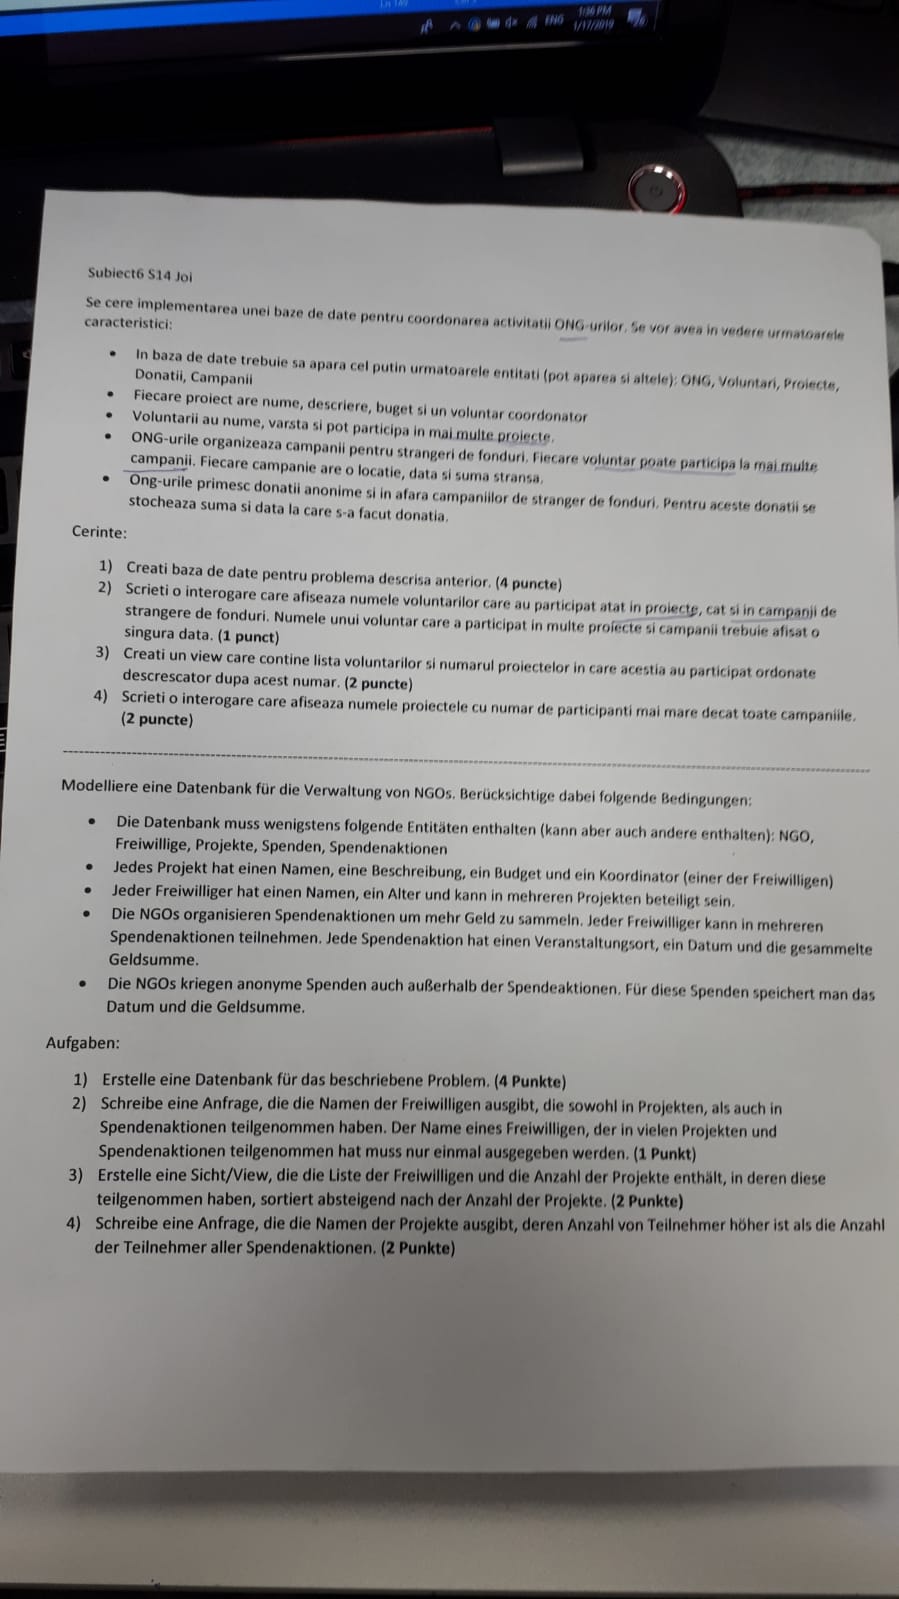 1:36 PM
ENG
1/17/2019
Subiect6 S14 Joi
Se cere implementarea unei baze de date pentru coordonarea activitatii ONG-urilor. Se vor avea in vedere urmatoarele
caracteristici:
• In baza de date trebuie sa apara cel putin urmatoarele entitati (pot aparea si altele): ONG, Voluntari, Proiecte,
Donatii, Campanii
• Fiecare proiect are nume, descriere, buget si un voluntar coordonator
• Voluntarii au nume, varsta si pot participa in mai multe proiecte.
• ONG-urile organizeaza campanii pentru strangeri de fonduri. Fiecare voluntar poate participa la mai multe
campanii. Fiecare campanie are o locatie, data si suma stransa.
• Ong-urile primesc donatii anonime si in afara campaniilor de stranger de fonduri. Pentru aceste donatii se
stocheaza suma si data la care s-a facut donatia.
Cerinte:
1) Creati baza de date pentru problema descrisa anterior. (4 puncte)
2) Scrieti o interogare care afiseaza numele voluntarilor care au participat atat in proiecte, cat si in campanii de
strangere de fonduri. Numele unui voluntar care a participat in multe proiecte si campanii trebuie afisat o
singura data. (1 punct)
3) Creati un view care contine lista voluntarilor si numarul proiectelor in care acestia au participat ordonate
descrescator dupa acest numar. (2 puncte)
4) Scrieti o interogare care afiseaza numele proiectele cu numar de participanti mai mare decat toate campaniile.
(2 puncte)
Modelliere eine Datenbank für die Verwaltung von NGOs. Berücksichtige dabei folgende Bedingungen:
• Die Datenbank muss wenigstens folgende Entitäten enthalten (kann aber auch andere enthalten): NGO,
Freiwillige, Projekte, Spenden, Spendenaktionen
• Jedes Projekt hat einen Namen, eine Beschreibung, ein Budget und ein Koordinator (einer der Freiwilligen)
• Jeder Freiwilliger hat einen Namen, ein Alter und kann in mehreren Projekten beteiligt sein.
• Die NGOs organisieren Spendenaktionen um mehr Geld zu sammeln. Jeder Freiwilliger kann in mehreren
Spendenaktionen teilnehmen. Jede Spendenaktion hat einen Veranstaltungsort, ein Datum und die gesammelte
Geldsumme.
• Die NGOs kriegen anonyme Spenden auch außerhalb der Spendeaktionen. Für diese Spenden speichert man das
Datum und die Geldsumme.
Aufgaben:
1) Erstelle eine Datenbank für das beschriebene Problem. (4 Punkte)
2) Schreibe eine Anfrage, die die Namen der Freiwilligen ausgibt, die sowohl in Projekten, als auch in
Spendenaktionen teilgenommen haben. Der Name eines Freiwilligen, der in vielen Projekten und
Spendenaktionen teilgenommen hat muss nur einmal ausgegeben werden. (1 Punkt)
3) Erstelle eine Sicht/View, die die Liste der Freiwilligen und die Anzahl der Projekte enthält, in deren diese
teilgenommen haben, sortiert absteigend nach der Anzahl der Projekte. (2 Punkte)
4) Schreibe eine Anfrage, die die Namen der Projekte ausgibt, deren Anzahl von Teilnehmer höher ist als die Anzahl
der Teilnehmer aller Spendenaktionen. (2 Punkte)